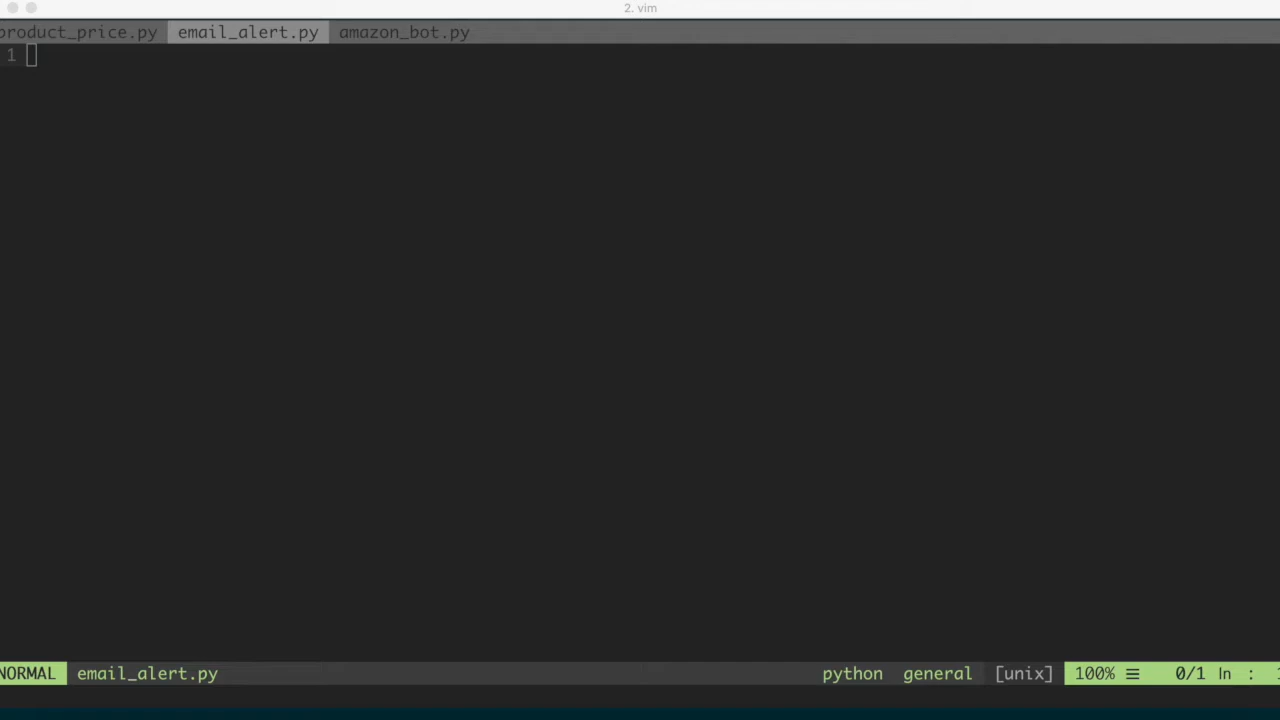 2. vim
product_price.py email_alert.py amazon_bot.py
1
NORMAL email_alert.py python general [unix] 100% ☰ 0/1 ln : 1